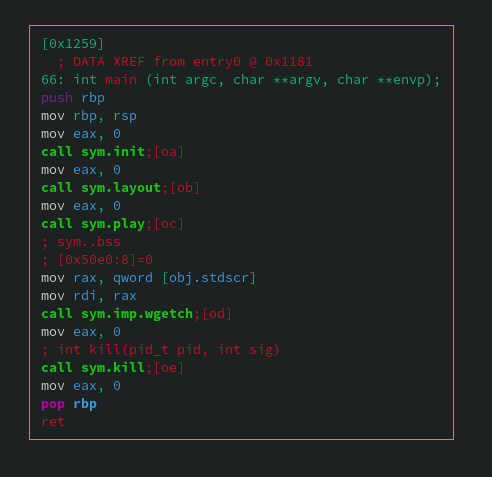 [0x1259]
; DATA XREF from entry0 @ 0x1181
66: int main (int argc, char **argv, char **envp);
push rbp
mov rbp, rsp
mov eax, 0
call sym.init;[oa]
mov eax, 0
call sym.layout;[ob]
mov eax, 0
call sym.play;[oc]
; sym..bss
; [0x50e0:8]=0
mov rax, qword [obj.stdscr]
mov rdi, rax
call sym.imp.wgetch;[od]
mov eax, 0
; int kill(pid_t pid, int sig)
call sym.kill;[oe]
mov eax, 0
pop rbp
ret